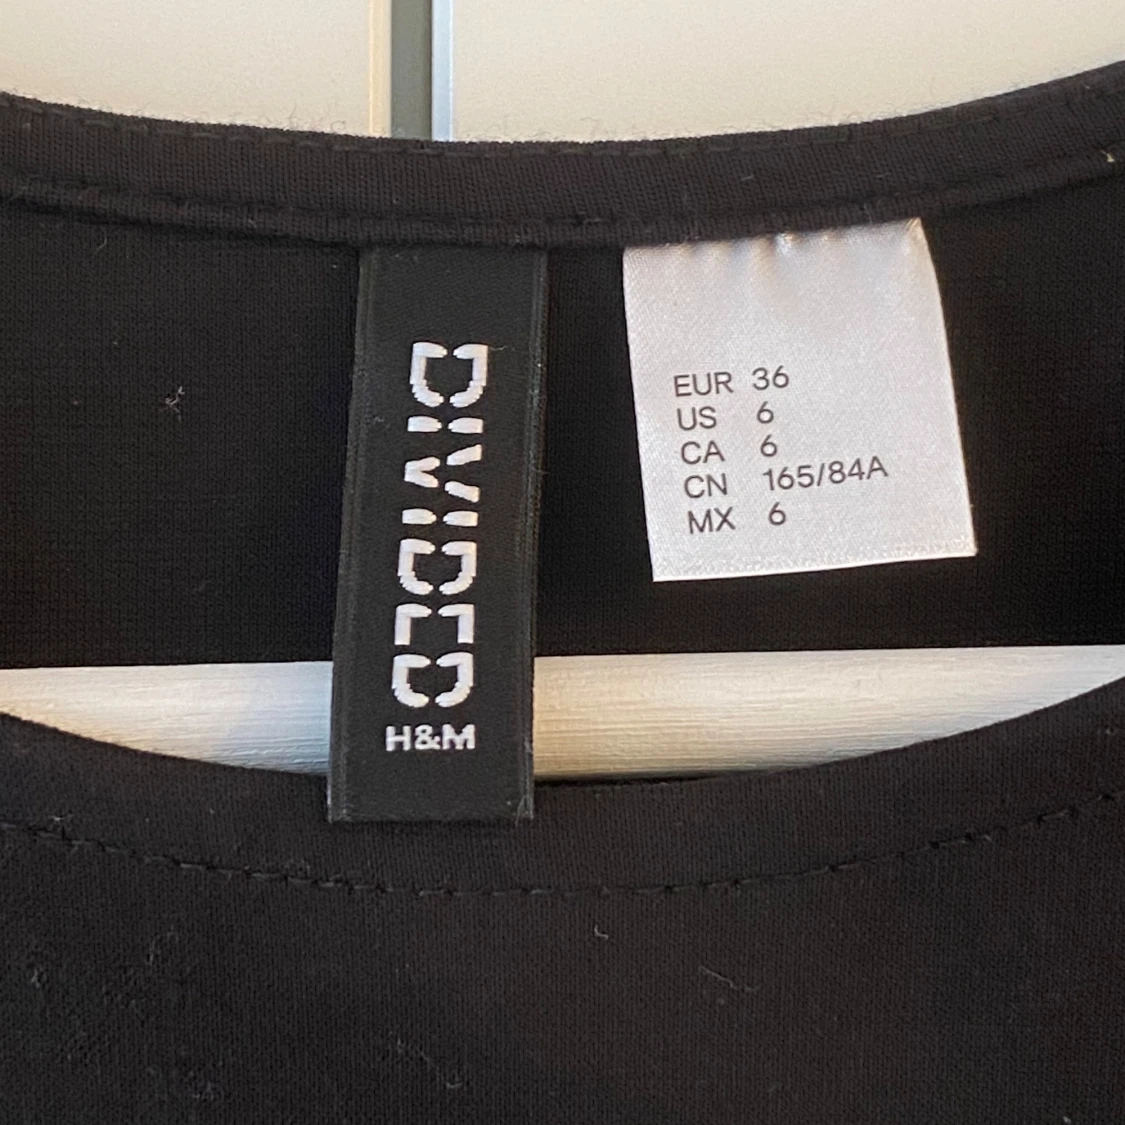 DIVIDED
H&M
EUR 36
US 6
CA 6
CN 165/84A
MX 6